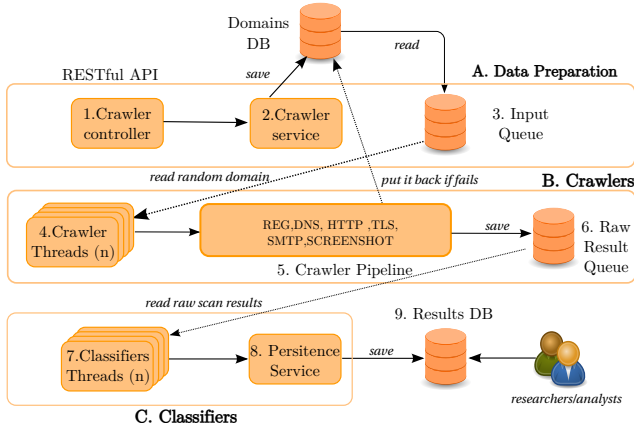 Domains
DB
read
RESTful API
save
A. Data Preparation
1.Crawler
controller
2.Crawler
service
3. Input
Queue
read random domain
put it back if fails
B. Crawlers
4.Crawler
Threads (n)
REG,DNS, HTTP ,TLS,
SMTP,SCREENSHOT
save
6. Raw
Result
Queue
5. Crawler Pipeline
read raw scan results
9. Results DB
7.Classifiers
Threads (n)
8. Persitence
Service
save
researchers/analysts
C. Classifiers